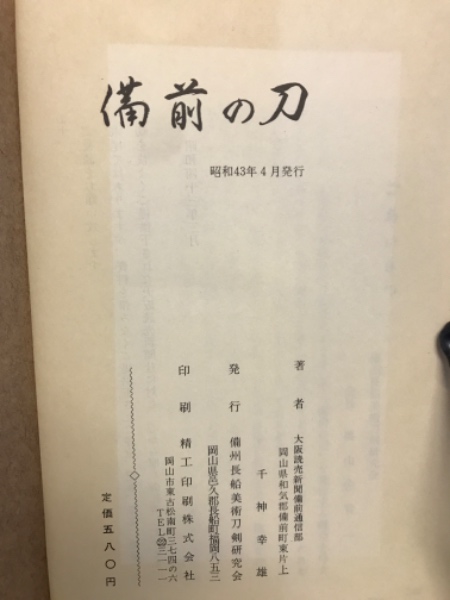 備前の刀
昭和43年4月発行
著者 大阪読売新聞備前通信部
岡山県和気郡備前町東片上
千神幸雄
発行 備州長船美術刀剣研究会
岡山県邑久郡長船町福岡八五三
印刷 精工印刷株式会社
岡山市東古松南町三七四の六
定価五八〇円